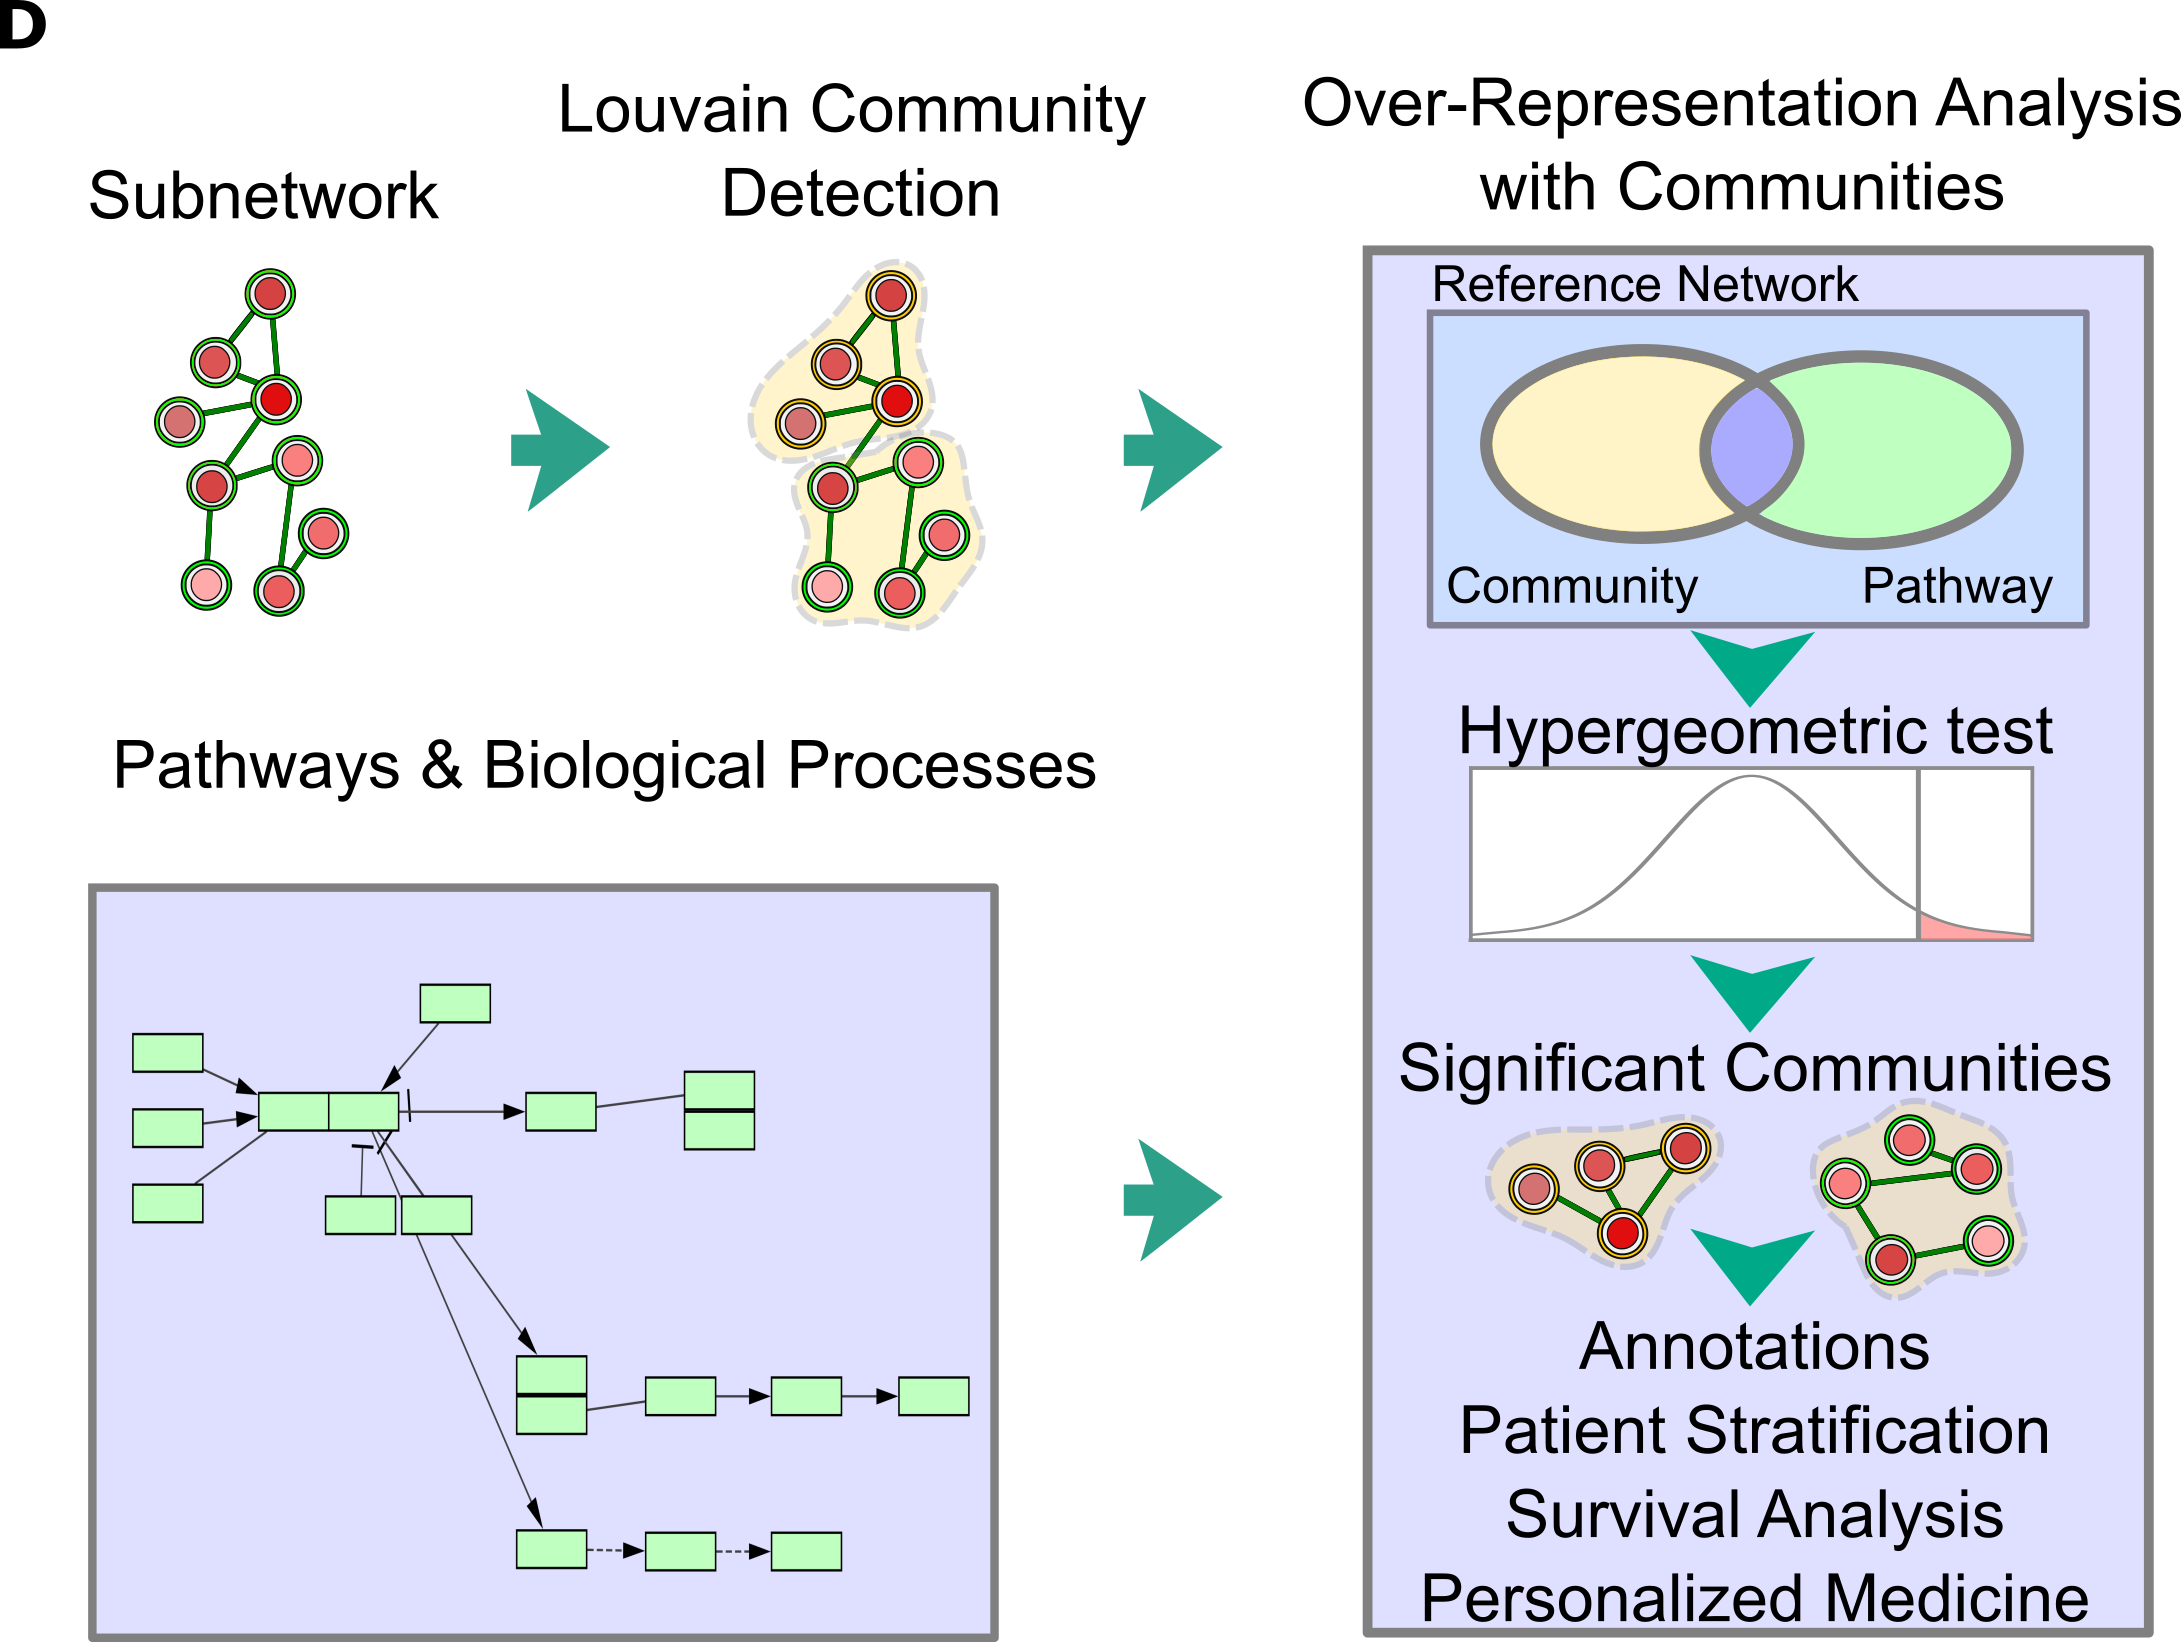 D
Subnetwork
Louvain Community
Detection
Over-Representation Analysis
with Communities
Reference Network
Community
Pathway
Hypergeometric test
Significant Communities
Annotations
Patient Stratification
Survival Analysis
Personalized Medicine
Pathways & Biological Processes